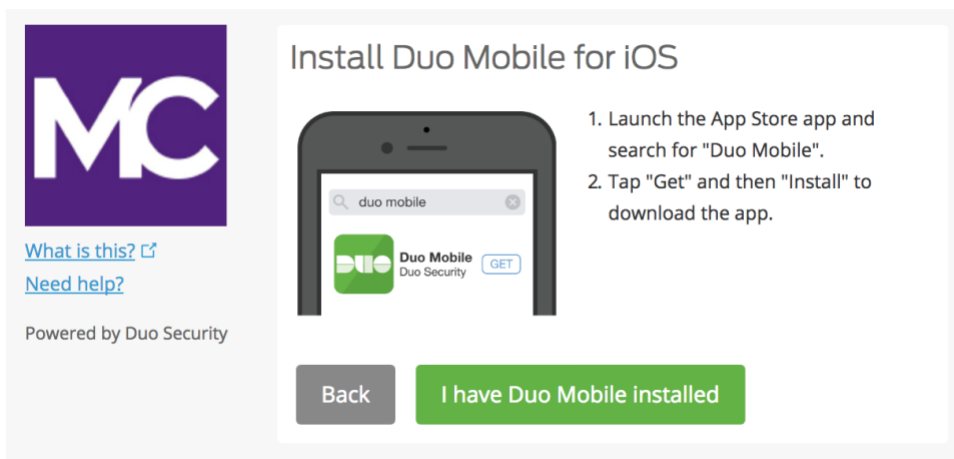 MC
What is this?
Need help?
Powered by Duo Security
Install Duo Mobile for iOS
duo mobile
DUO
Duo Mobile
Duo Security
GET
1. Launch the App Store app and
search for "Duo Mobile".
2. Tap "Get" and then "Install" to
download the app.
Back
I have Duo Mobile installed